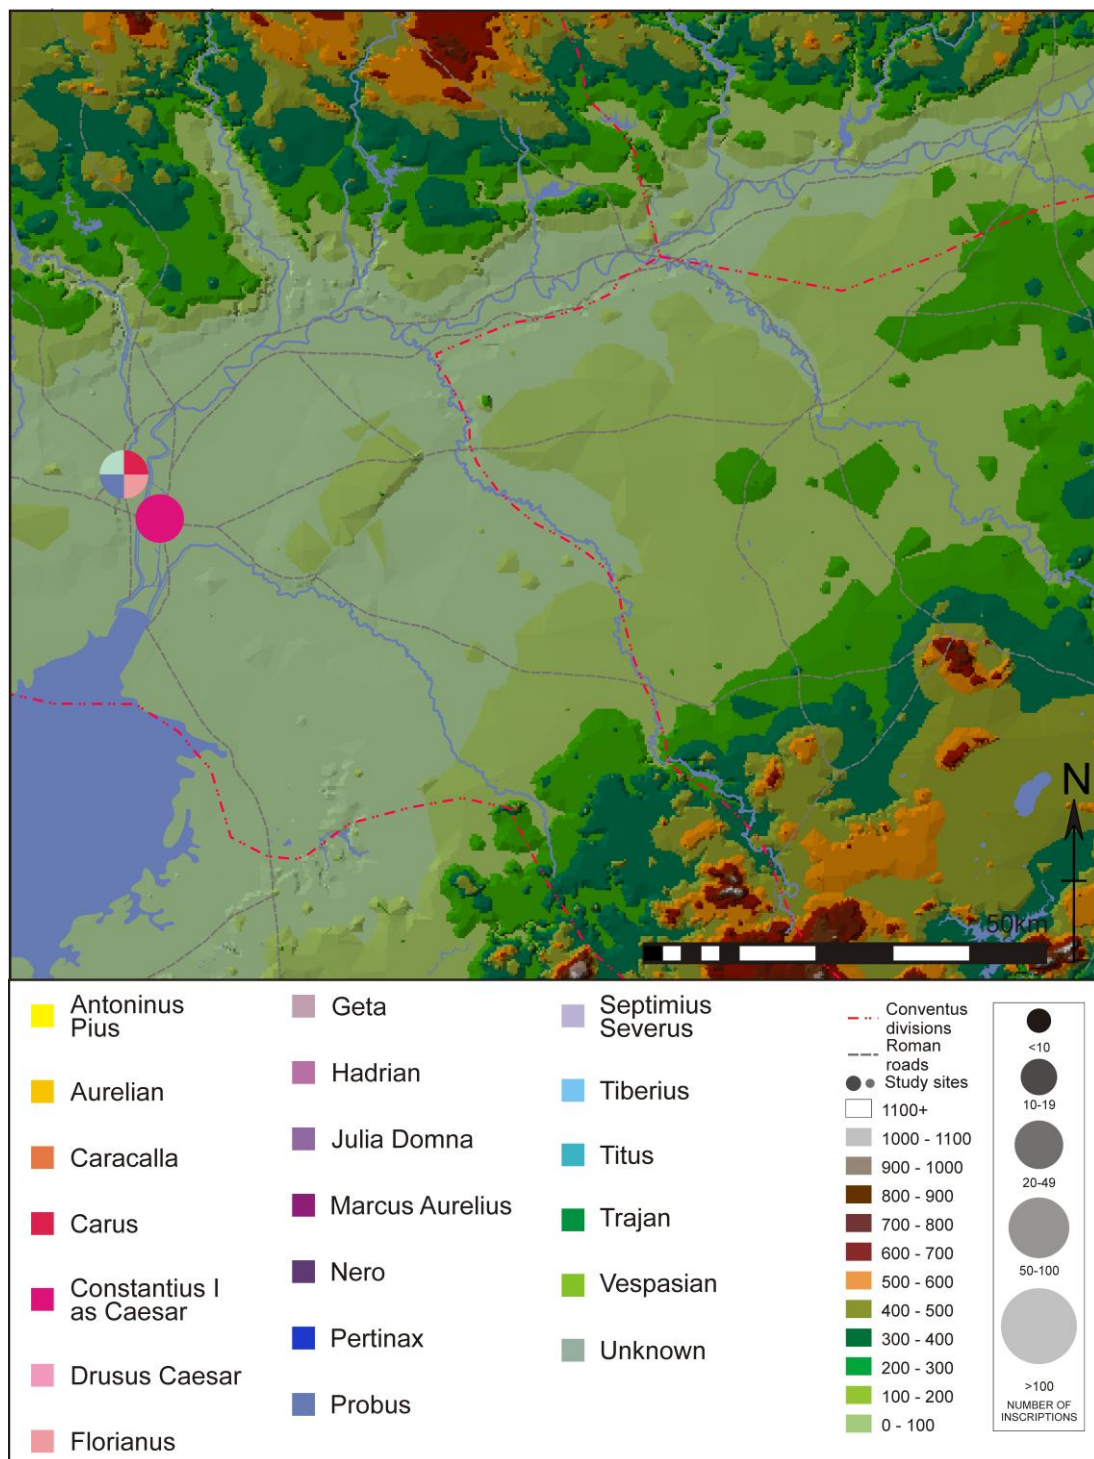 N
50km
Antoninus
Pius
Aurelian
Caracalla
Carus
Constantius I
as Caesar
Drusus Caesar
Florianus
Geta
Hadrian
Julia Domna
Marcus Aurelius
Nero
Pertinax
Probus
Septimius
Severus
Tiberius
Titus
Trajan
Vespasian
Unknown
Conventus
divisions
Roman
roads
Study sites
1100+
1000 - 1100
900 - 1000
800 - 900
700 - 800
600 - 700
500 - 600
400 - 500
300 - 400
200 - 300
100 - 200
0 - 100
<10
10-19
20-49
50-100
>100
NUMBER OF
INSCRIPTIONS